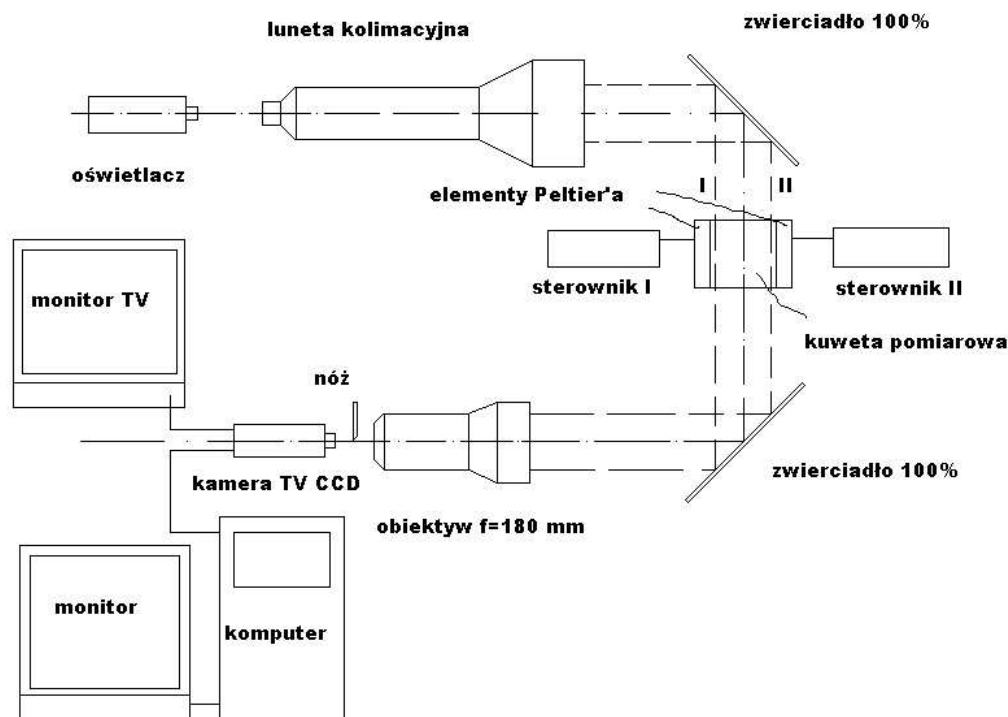 luneta kolimacyjna
zwierciadło 100%
oświetlacz
elementy Peltier'a
I
II
sterownik I
sterownik II
monitor TV
kuweta pomiarowa
nóż
kamera TV CCD
zwierciadło 100%
obiektyw f=180 mm
monitor
komputer